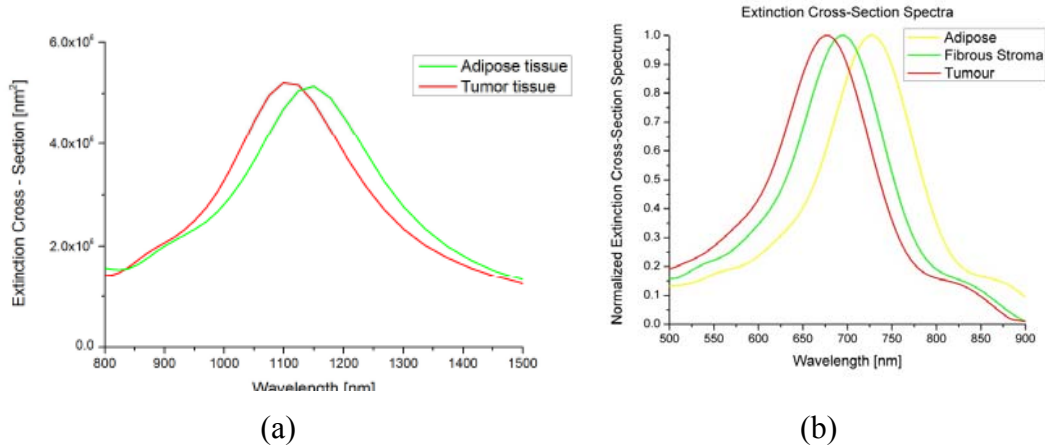 Extinction Cross-Section Spectra
6.0x10⁶
4.0x10⁶
2.0x10⁶
0.0
Extinction Cross - Section [nm²]
Adipose tissue
Tumor tissue
800 900 1000 1100 1200 1300 1400 1500
Wavelength [nm]
(a)
1.0
0.9
0.8
0.7
0.6
0.5
0.4
0.3
0.2
0.1
0.0
Normalized Extinction Cross-Section Spectrum
Adipose
Fibrous Stroma
Tumour
500 550 600 650 700 750 800 850 900
Wavelength [nm]
(b)